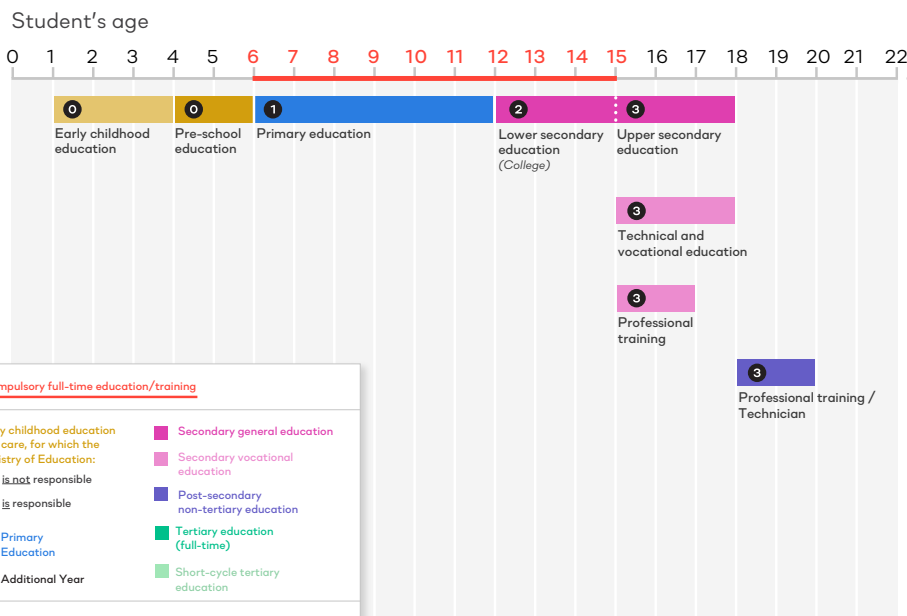 Student's age
0 1 2 3 4 5 6 7 8 9 10 11 12 13 14 15 16 17 18 19 20 21 22
0 0 1 2 3
Early childhood
education
Pre-school
education
Primary education
Lower secondary
education
(College)
Upper secondary
education
3
Technical and
vocational education
3
Professional
training
3
Professional training /
Technician
mpulsory full-time education/training
y childhood education
care, for which the
istry of Education:
is not responsible
is responsible
Primary
Education
Additional Year
Secondary general education
Secondary vocational
education
Post-secondary
non-tertiary education
Tertiary education
(full-time)
Short-cycle tertiary
education